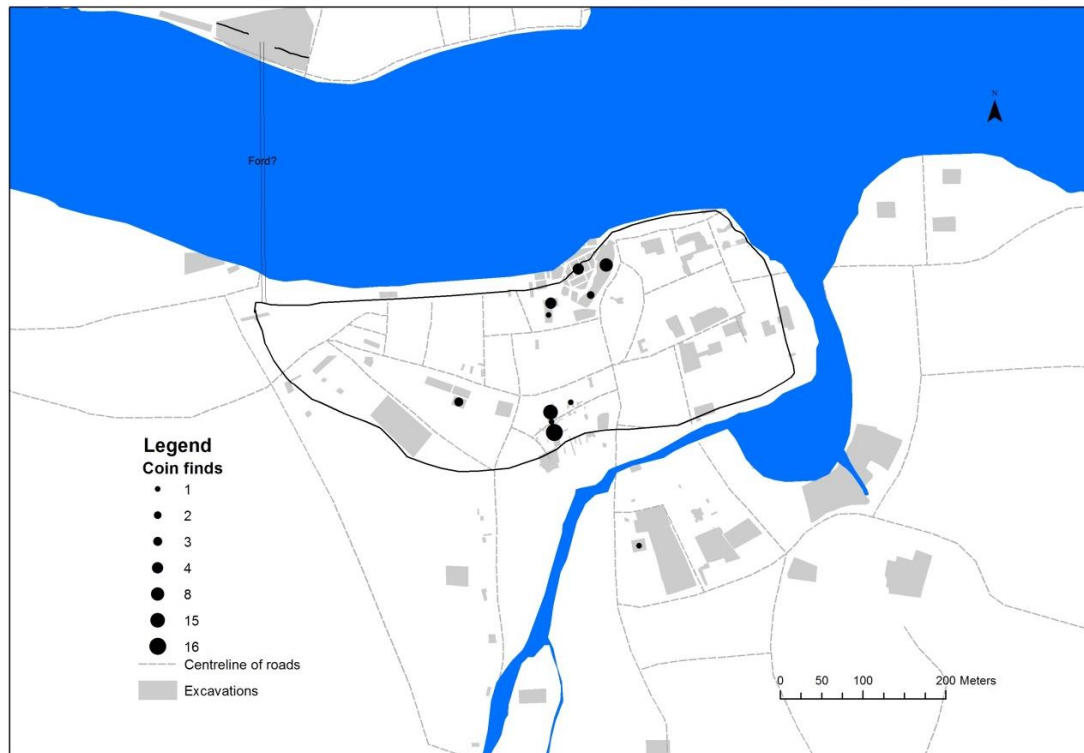 N
Ford?
Legend
Coin finds
1
2
3
4
8
15
16
Centreline of roads
Excavations
0 50 100 200 Meters